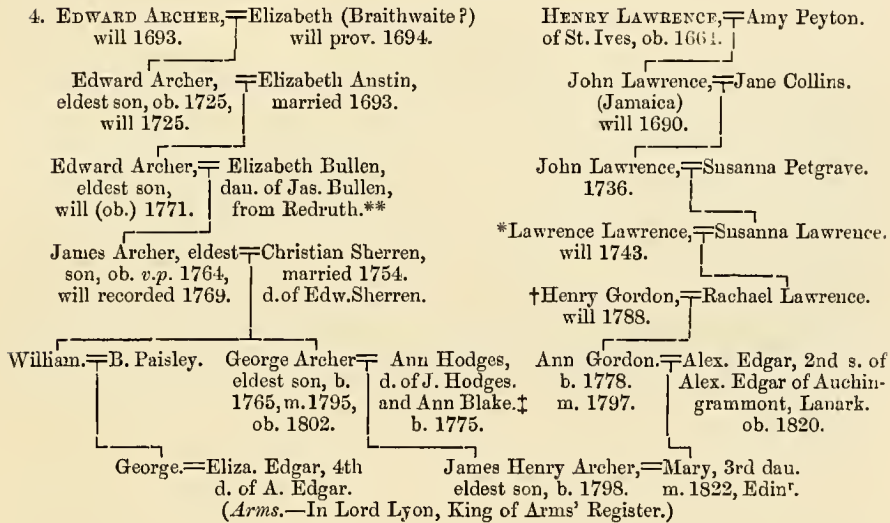 4. EDWARD ARCHER,=Elizabeth (Braithwaite?) HENRY LAWRENCE,=Amy Peyton.
will 1693. will prov. 1694. of St. Ives, ob. 1664.
Edward Archer, =Elizabeth Anstin, John Lawrence,=Jane Collins.
eldest son, ob. 1725, married 1693. (Jamaica)
will 1725. will 1690.
Edward Archer,= Elizabeth Bullen, John Lawrence,=Susanna Petgrave.
eldest son, dau. of Jas. Bullen, 1736.
will (ob.) 1771. from Redruth.**
*Lawrence Lawrence,=Susanna Lawrence.
James Archer, eldest=Christian Sherren, will 1743.
son, ob. v.p. 1764, married 1754.
will recorded 1769. d.of Edw.Sherren. †Henry Gordon,=Rachael Lawrence.
will 1788.
William.=B. Paisley. George Archer= Ann Hodges, Ann Gordon.=Alex. Edgar, 2nd s. of
eldest son, b. d. of J. Hodges. b. 1778. Alex. Edgar of Auchin-
1765, m.1795, and Ann Blake.‡ m. 1797. grammont, Lanark.
ob. 1802. b. 1775. ob. 1820.
George.=Eliza. Edgar, 4th James Henry Archer,=Mary, 3rd dau.
d. of A. Edgar. eldest son, b. 1798. m. 1822, Edinr.
(Arms.—In Lord Lyon, King of Arms' Register.)